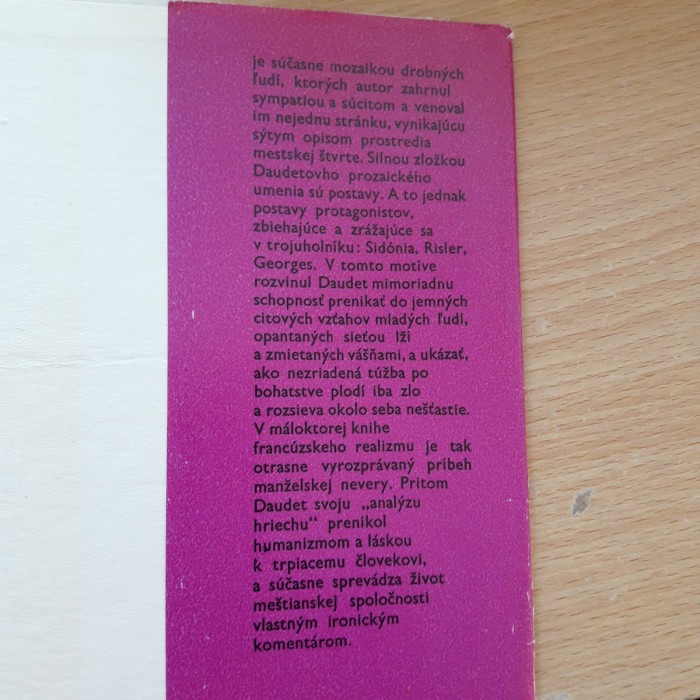 je súčasne mozaikou drobných
ľudí, ktorých autor zahrnul
sympatiou a súcitom a venoval
im nejednu stránku, vynikajúcu
sýtym opisom prostredia
mestskej štvrte. Silnou zložkou
Daudetovho prozaického
umenia sú postavy. A to jednak
postavy protagonistov,
zbiehajúce a zrážajúce sa
v trojuholníku: Sidónia, Risler,
Georges. V tomto motíve
rozvinul Daudet mimoriadnu
schopnosť prenikať do jemných
citových vzťahov mladých ľudí,
opantaných sieťou lží
a zmietaných vášňami, a ukázať,
ako nezriadená túžba po
bohatstve plodí iba zlo
a rozsieva okolo seba nešťastie.
V máloktorej knihe
francúzskeho realizmu je tak
otrasne vyrozprávaný príbeh
manželskej nevery. Pritom
Daudet svoju „analýzu
hriechu“ prenikol
humanizmom a láskou
k trpiacemu človekovi,
a súčasne sprevádza život
meštianskej spoločnosti
vlastným ironickým
komentárom.